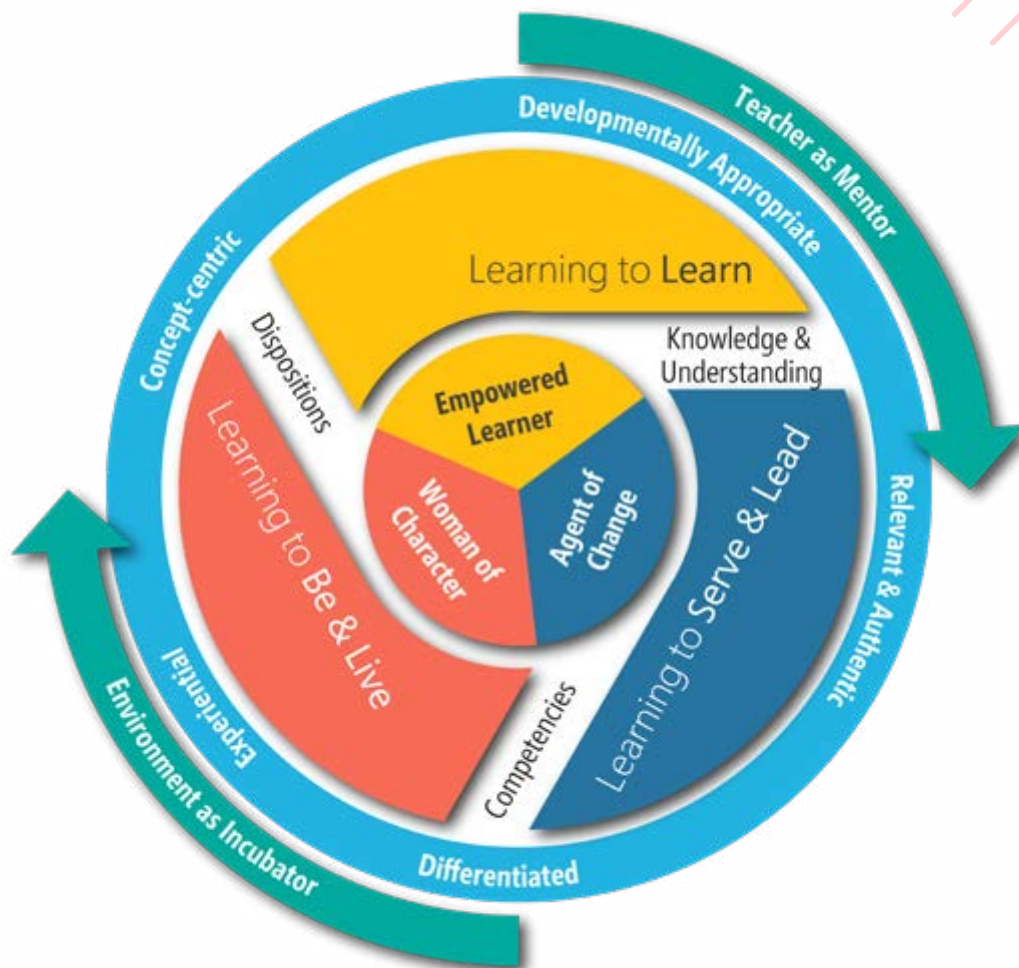 Teacher as Mentor
Developmentally Appropriate
Concept-centric
Learning to Learn
Dispositions
Knowledge &
Understanding
Empowered
Learner
Learning to Be & Live
Woman of
Character
Agent of
Change
Learning to Serve & Lead
Relevant & Authentic
Experiential
Competencies
Environment as Incubator
Differentiated